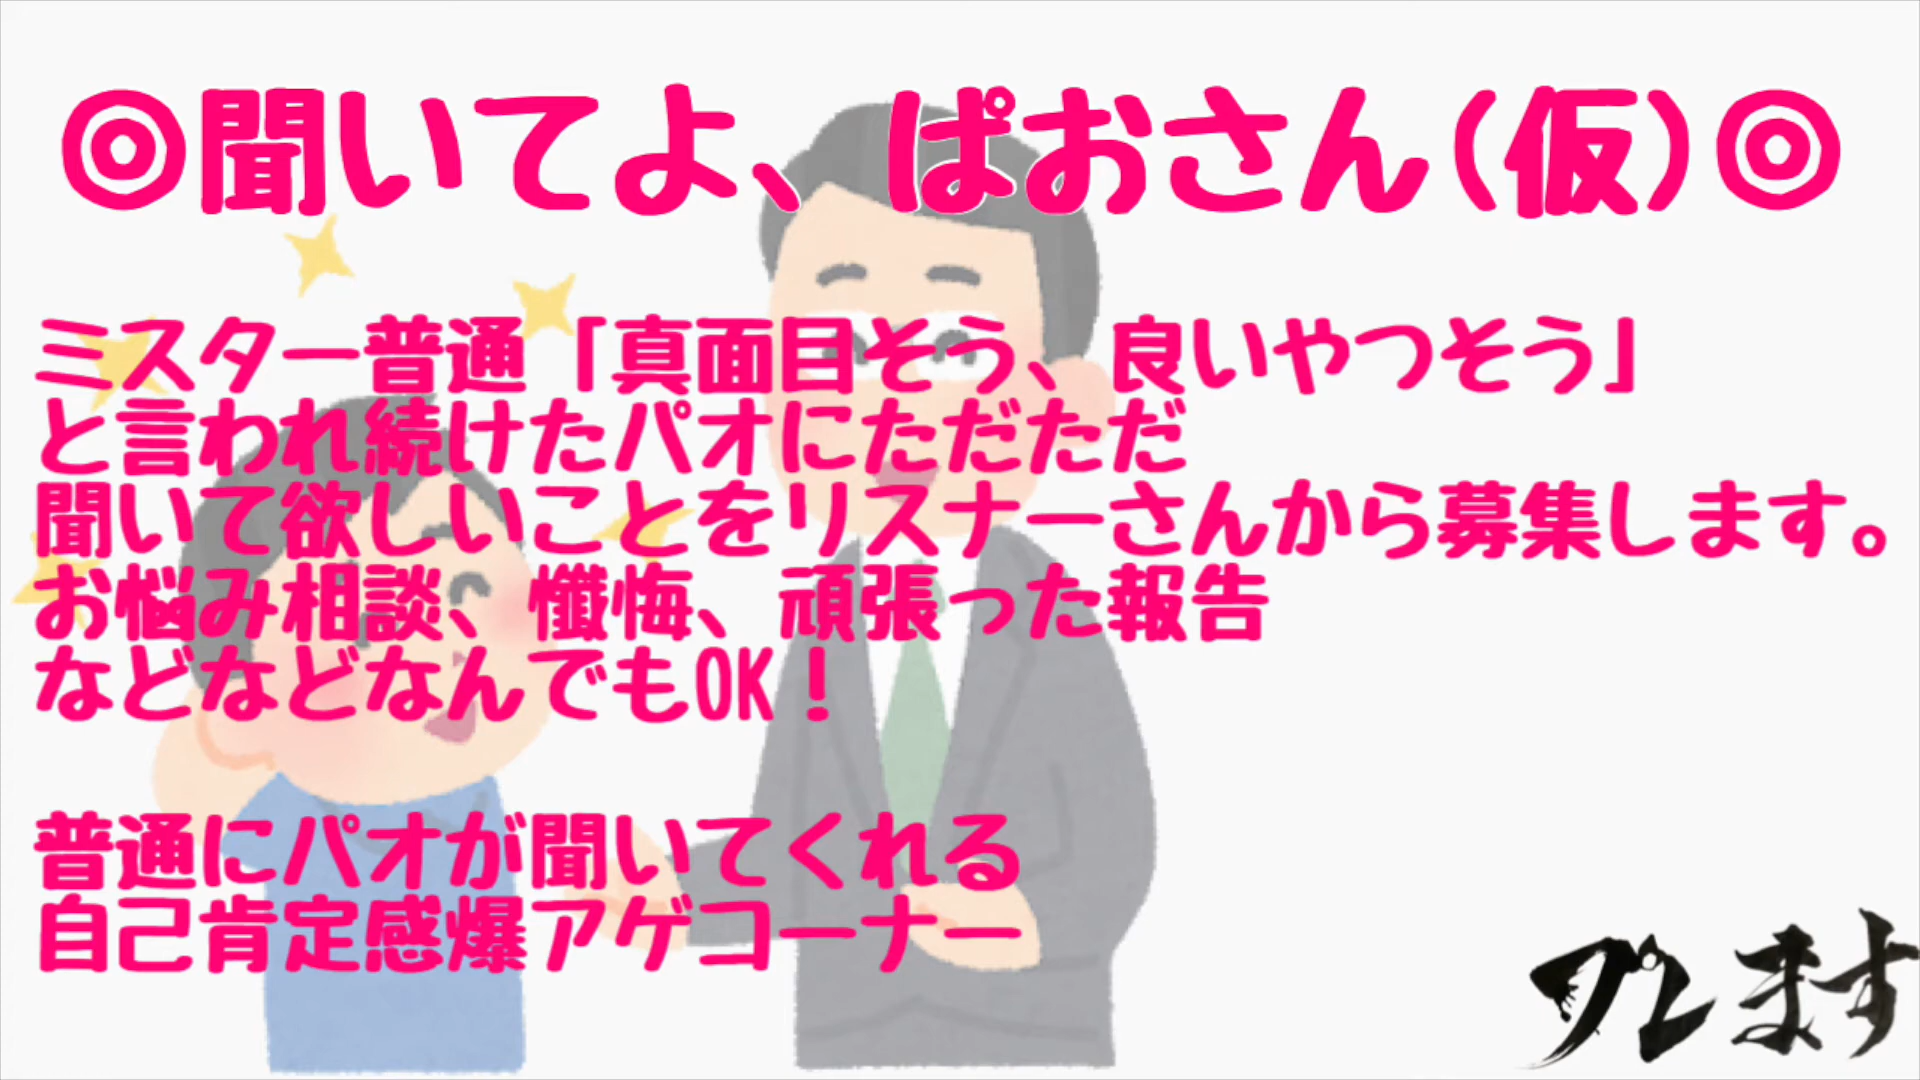 ◎聞いてよ、ぱおさん(仮)◎
ミスター普通「真面目そう、良いやつそう」
と言われ続けたパオにただただ
聞いて欲しいことをリスナーさんから募集します。
お悩み相談、懺悔、頑張った報告
などなどなんでもOK!
普通にパオが聞いてくれる
自己肯定感爆アゲコーナー
プレます